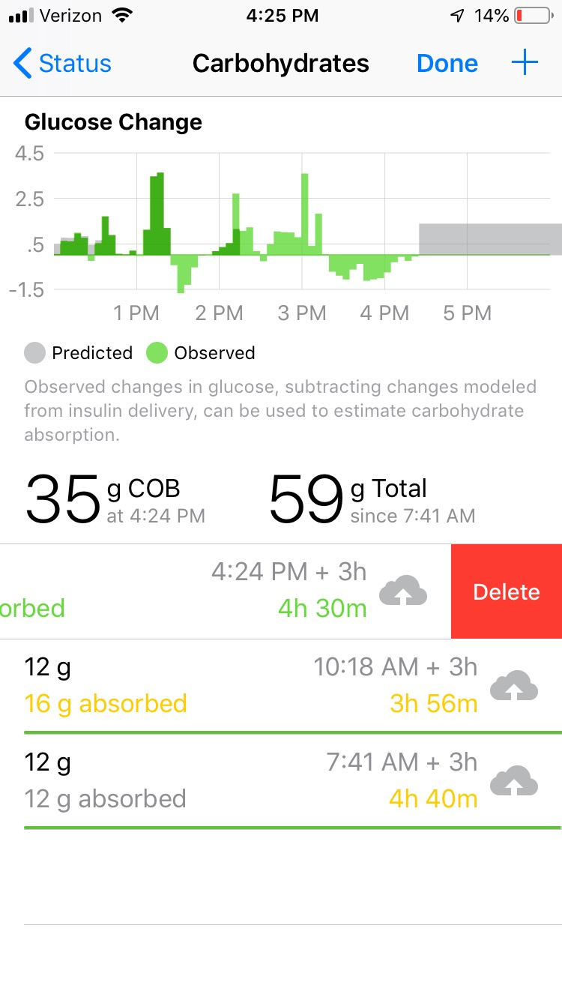 Verizon 4:25 PM 14%
Status Carbohydrates Done +
Glucose Change
4.5
2.5
.5
-1.5
1 PM 2 PM 3 PM 4 PM 5 PM
Predicted Observed
Observed changes in glucose, subtracting changes modeled
from insulin delivery, can be used to estimate carbohydrate
absorption.
35 g COB 59 g Total
at 4:24 PM since 7:41 AM
4:24 PM + 3h Delete
orbed 4h 30m
12 g 10:18 AM + 3h
16 g absorbed 3h 56m
12 g 7:41 AM + 3h
12 g absorbed 4h 40m